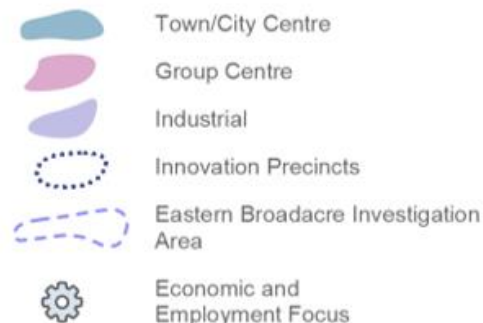 Town/City Centre
Group Centre
Industrial
Innovation Precincts
Eastern Broadacre Investigation
Area
Economic and
Employment Focus